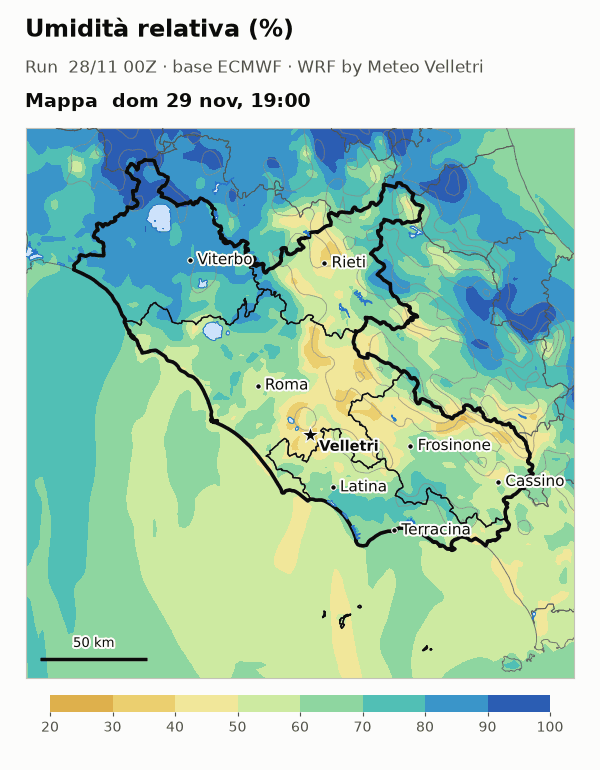 Umidità relativa (%)
Run 28/11 00Z · base ECMWF · WRF by Meteo Velletri
Mappa dom 29 nov, 19:00
Viterbo
Rieti
Roma
Velletri
Frosinone
Latina
Cassino
Terracina
50 km
20 30 40 50 60 70 80 90 100